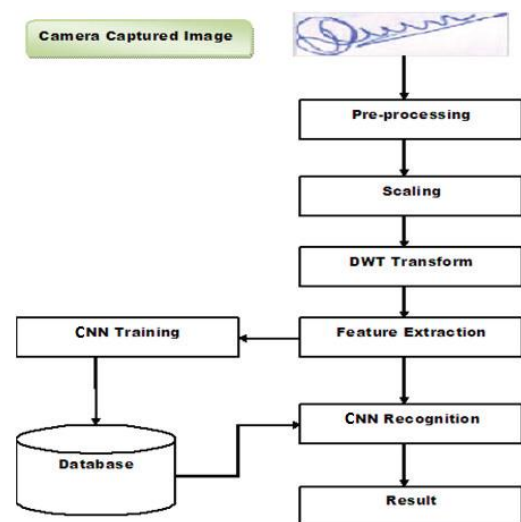 Camera Captured Image
Pre-processing
Scaling
DWT Transform
CNN Training
Feature Extraction
CNN Recognition
Database
Result